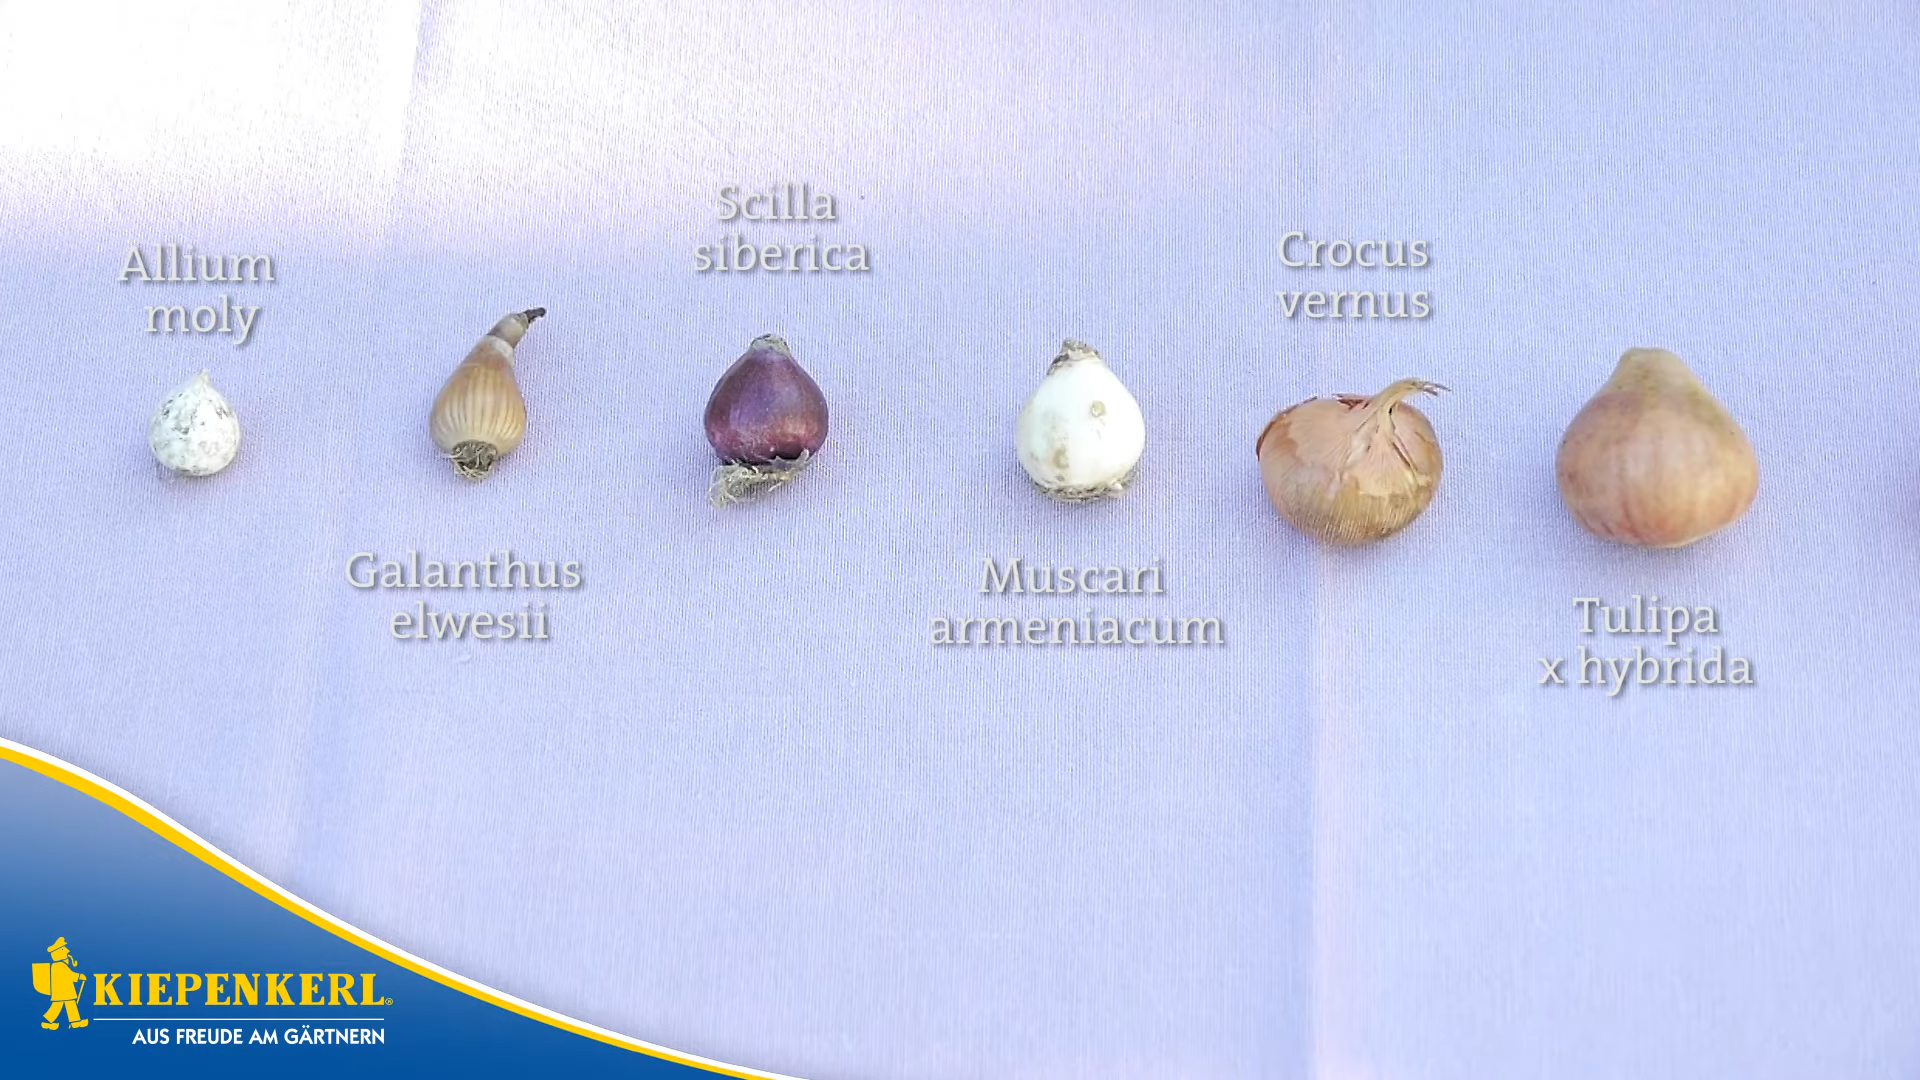 Allium
moly
Galanthus
elwesii
Scilla
siberica
Muscari
armeniacum
Crocus
vernus
Tulipa
x hybrida
KIEPENKERL®
AUS FREUDE AM GÄRTNERN